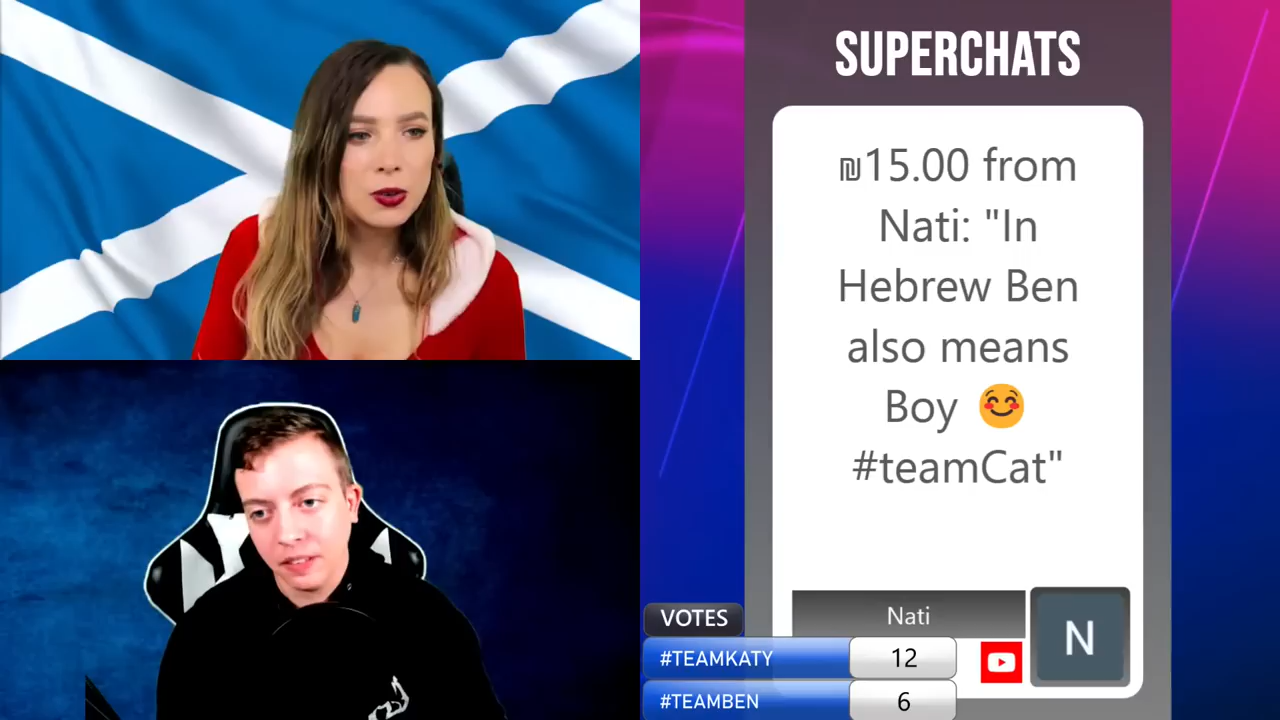 SUPERCHATS
₪15.00 from
Nati: "In
Hebrew Ben
also means
Boy 😊
#teamCat"
Nati
N
VOTES
#TEAMKATY 12
#TEAMBEN 6